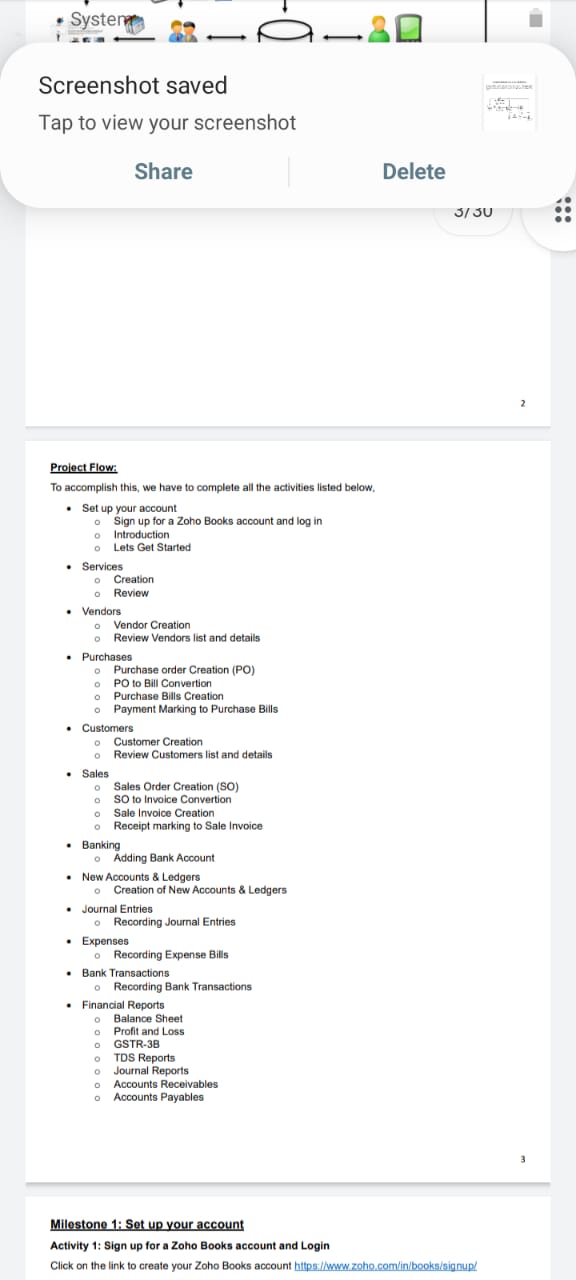 System
Screenshot saved
Tap to view your screenshot
Share
Delete
3/30
2
Project Flow:
To accomplish this, we have to complete all the activities listed below,
• Set up your account
o Sign up for a Zoho Books account and log in
o Introduction
o Lets Get Started
• Services
o Creation
o Review
• Vendors
o Vendor Creation
o Review Vendors list and details
• Purchases
o Purchase order Creation (PO)
o PO to Bill Convertion
o Purchase Bills Creation
o Payment Marking to Purchase Bills
• Customers
o Customer Creation
o Review Customers list and details
• Sales
o Sales Order Creation (SO)
o SO to Invoice Convertion
o Sale Invoice Creation
o Receipt marking to Sale Invoice
• Banking
o Adding Bank Account
• New Accounts & Ledgers
o Creation of New Accounts & Ledgers
• Journal Entries
o Recording Journal Entries
• Expenses
o Recording Expense Bills
• Bank Transactions
o Recording Bank Transactions
• Financial Reports
o Balance Sheet
o Profit and Loss
o GSTR-3B
o TDS Reports
o Journal Reports
o Accounts Receivables
o Accounts Payables
3
Milestone 1: Set up your account
Activity 1: Sign up for a Zoho Books account and Login
Click on the link to create your Zoho Books account https://www.zoho.com/in/books/signup/